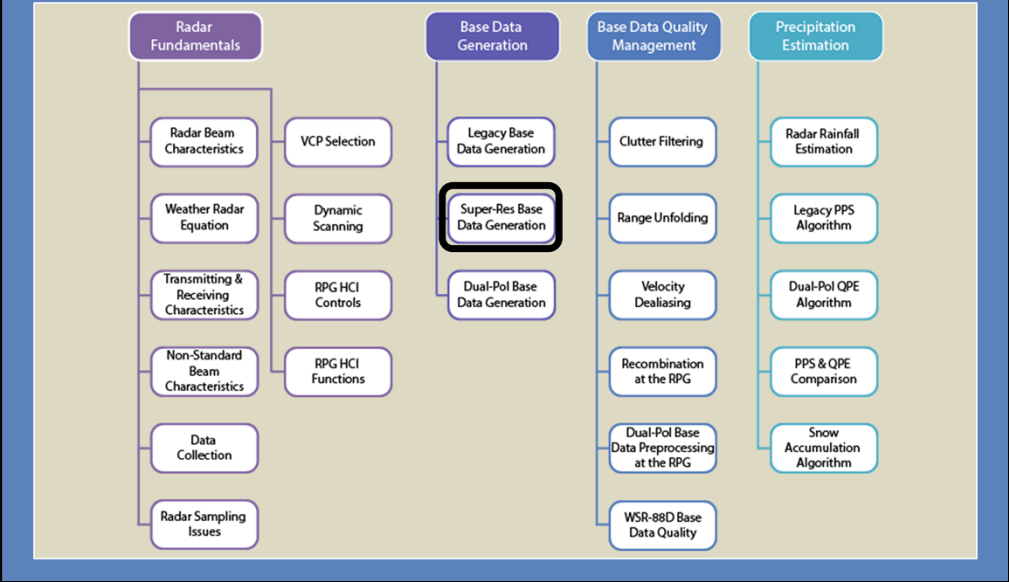 Radar
Fundamentals
Radar Beam
Characteristics
Weather Radar
Equation
Transmitting &
Receiving
Characteristics
Non-Standard
Beam
Characteristics
Data
Collection
Radar Sampling
Issues
VCP Selection
Dynamic
Scanning
RPG HCI
Controls
RPG HCI
Functions
Base Data
Generation
Legacy Base
Data Generation
Super-Res Base
Data Generation
Dual-Pol Base
Data Generation
Base Data Quality
Management
Clutter Filtering
Range Unfolding
Velocity
Dealiasing
Recombination
at the RPG
Dual-Pol Base
Data Preprocessing
at the RPG
WSR-88D Base
Data Quality
Precipitation
Estimation
Radar Rainfall
Estimation
Legacy PPS
Algorithm
Dual-Pol QPE
Algorithm
PPS & QPE
Comparison
Snow
Accumulation
Algorithm